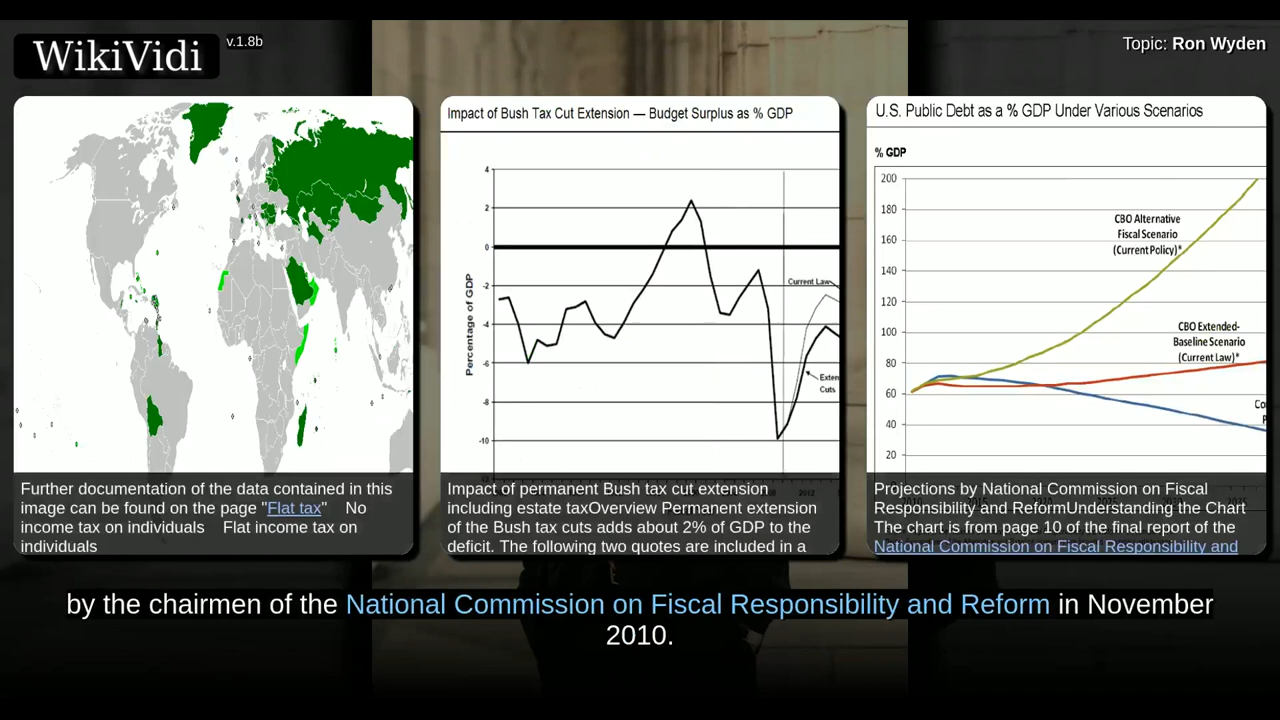 WikiVidi
v.1.8b
Topic: Ron Wyden
Further documentation of the data contained in this
image can be found on the page "Flat tax" No
income tax on individuals Flat income tax on
individuals
Impact of Bush Tax Cut Extension — Budget Surplus as % GDP
Percentage of GDP
4
2
0
-2
-4
-6
-8
-10
Current Law
Exten
Cuts
2012
Impact of permanent Bush tax cut extension
including estate taxOverview Permanent extension
of the Bush tax cuts adds about 2% of GDP to the
deficit. The following two quotes are included in a
U.S. Public Debt as a % GDP Under Various Scenarios
% GDP
200
180
160
140
120
100
80
60
40
20
CBO Alternative
Fiscal Scenario
(Current Policy)*
CBO Extended-
Baseline Scenario
(Current Law)*
2010 2015 2020 2025 2030 2035
Projections by National Commission on Fiscal
Responsibility and ReformUnderstanding the Chart
The chart is from page 10 of the final report of the
National Commission on Fiscal Responsibility and
by the chairmen of the National Commission on Fiscal Responsibility and Reform in November
2010.